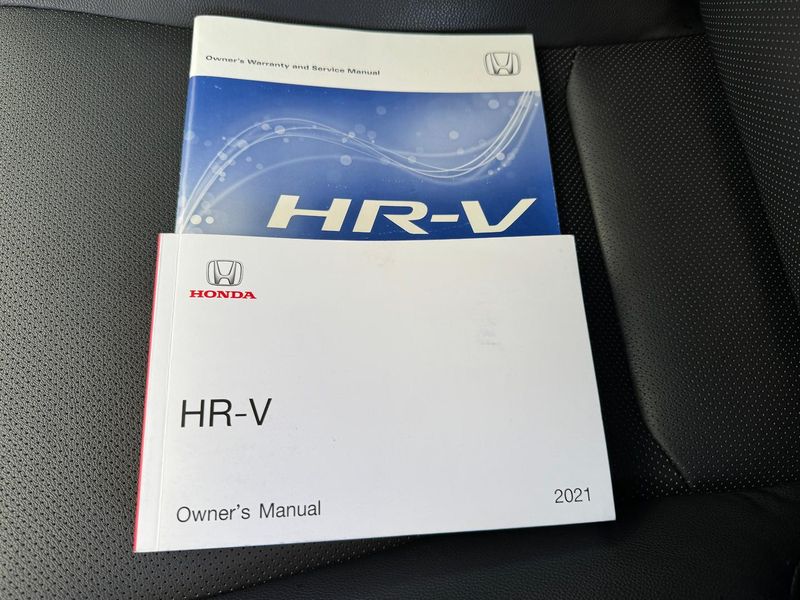 Owner's Warranty and Service Manual
HR-V
HONDA
HR-V
Owner's Manual
2021